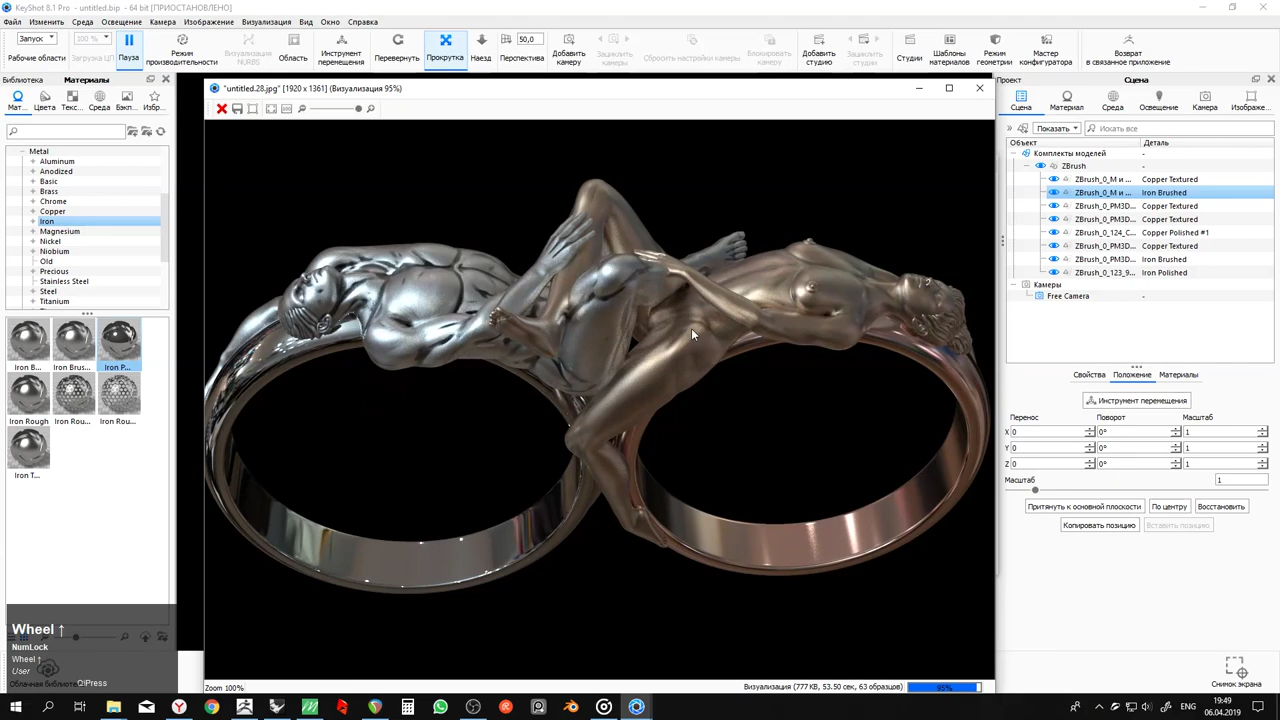 KeyShot 8.1 Pro - untitled.bip - 64 bit [ПРИОСТАНОВЛЕНО]
Файл Изменить Среда Освещение Камера Изображение Визуализация Вид Окно Справка
Запуск 100 % 50,0
Рабочие области Загрузка ЦП Пауза Режим производительности Визуализация NURBS Область Инструмент перемещения Перевернуть Прокрутка Наезд Перспектива Добавить камеру Зациклить камеры Сбросить настройки камеры Блокировать камеру Добавить студию Зациклить студии Студии Шаблоны материалов Режим геометрии Мастер конфигуратора Возврат в связанное приложение
Библиотека Материалы
Мат... Цвета Текс... Среда Бэкп... Избр...
Metal
Aluminum
Anodized
Basic
Brass
Chrome
Copper
Iron
Magnesium
Nickel
Niobium
Old
Precious
Stainless Steel
Steel
Titanium
Iron B... Iron Brus... Iron P...
Iron Rough Iron Rou... Iron Rou...
Iron T...
Wheel ↑
NumLock
Wheel ↑
User
QiPress
Облачная библиоте
"untitled.28.jpg" [1920 x 1361] (Визуализация 95%)
Zoom 100%
Визуализация (777 KB, 53.50 сек, 63 образцов) 95%
Проект Сцена
Сцена Материал Среда Освещение Камера Изображе...
Показать Искать все
Объект Деталь
Комплекты моделей -
ZBrush -
ZBrush_0_M и ... Copper Textured
ZBrush_0_M и ... Iron Brushed
ZBrush_0_PM3D... Copper Textured
ZBrush_0_PM3D... Copper Textured
ZBrush_0_124_C... Copper Polished #1
ZBrush_0_PM3D... Copper Textured
ZBrush_0_PM3D... Iron Brushed
ZBrush_0_123_9... Iron Polished
Камеры -
Free Camera -
Свойства Положение Материалы
Инструмент перемещения
Перенос Поворот Масштаб
X 0 0° 1
Y 0 0° 1
Z 0 0° 1
Масштаб 1
Притянуть к основной плоскости По центру Восстановить
Копировать позицию Вставить позицию
Снимок экрана
ENG 19:49
06.04.2019